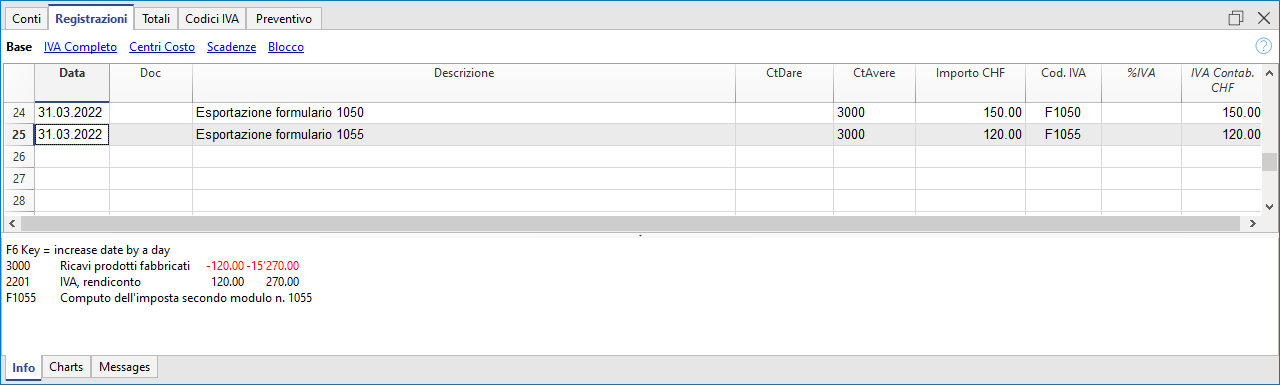 Conti Registrazioni Totali Codici IVA Preventivo
Base IVA Completo Centri Costo Scadenze Blocco ?
Data Doc Descrizione CtDare CtAvere Importo CHF Cod. IVA %IVA IVA Contab.
CHF
24 31.03.2022 Esportazione formulario 1050 3000 150.00 F1050 150.00
25 31.03.2022 Esportazione formulario 1055 3000 120.00 F1055 120.00
26
27
28
F6 Key = increase date by a day
3000 Ricavi prodotti fabbricati -120.00 -15'270.00
2201 IVA, rendiconto 120.00 270.00
F1055 Computo dell'imposta secondo modulo n. 1055
Info Charts Messages